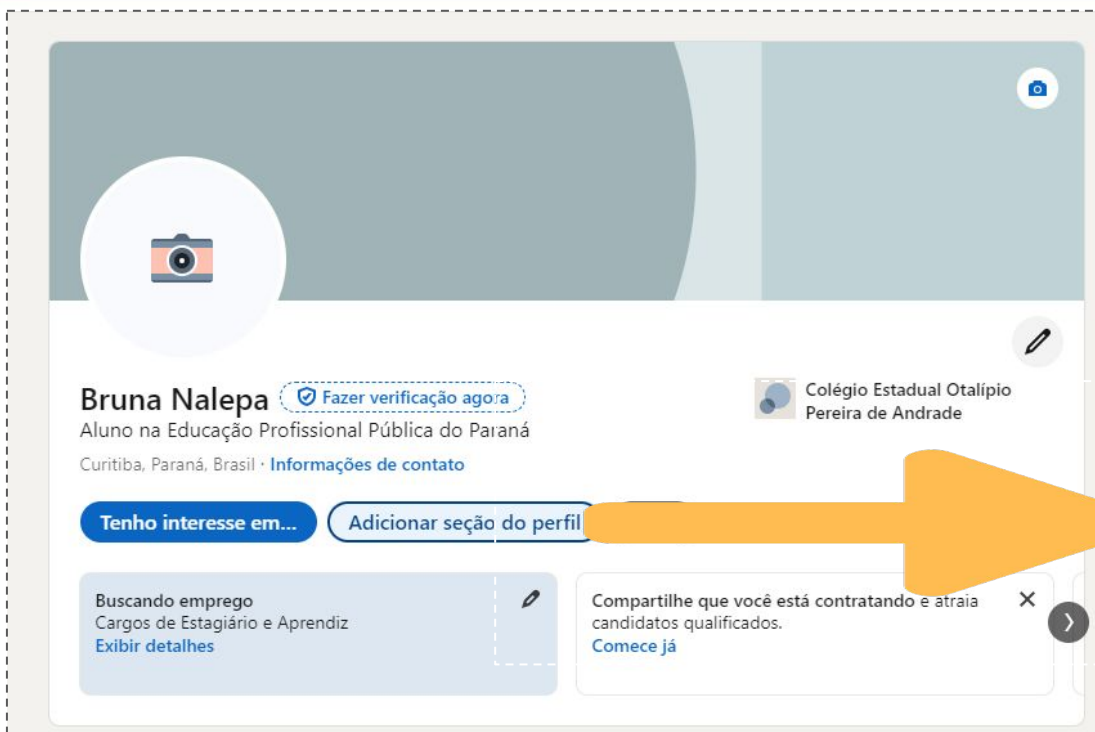 Bruna Nalepa
Fazer verificação agora
Aluno na Educação Profissional Pública do Paraná
Curitiba, Paraná, Brasil · Informações de contato
Colégio Estadual Otalípio
Pereira de Andrade
Tenho interesse em...
Adicionar seção do perfil
Buscando emprego
Cargos de Estagiário e Aprendiz
Exibir detalhes
Compartilhe que você está contratando e atraia
candidatos qualificados.
Comece já